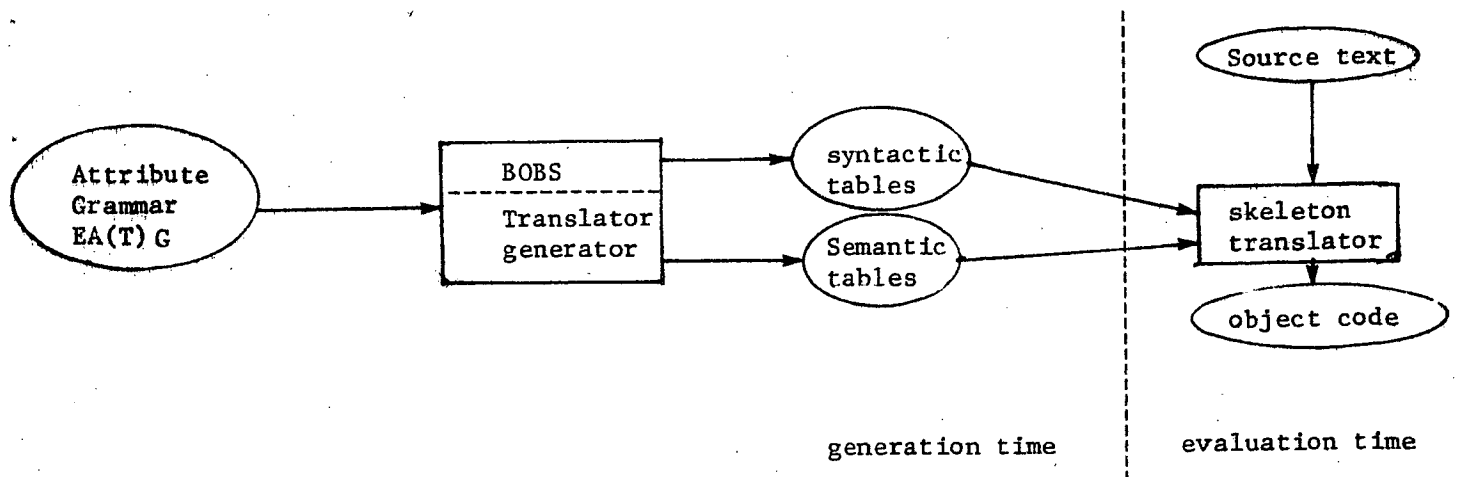 Attribute
Grammar
EA(T)G
BOBS
Translator
generator
syntactic
tables
Semantic
tables
Source text
skeleton
translator
object code
generation time
evaluation time